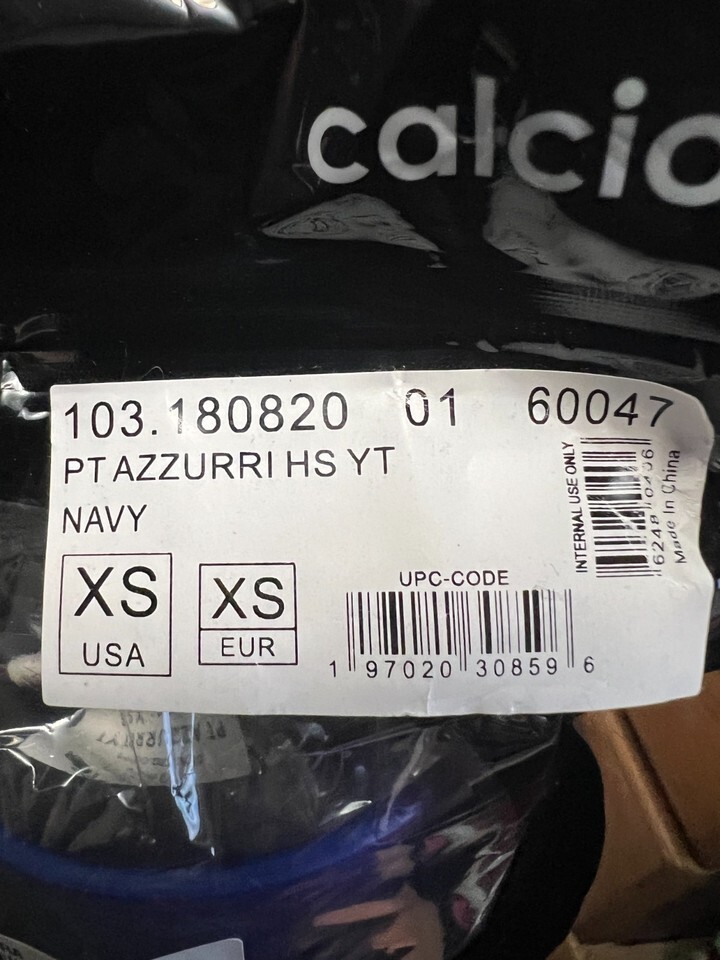 calcio
103.180820 01 60047
PT AZZURRI HS YT
NAVY
XS
USA
XS
EUR
UPC-CODE
1 97020 30859 6
INTERNAL USE ONLY
Made In China